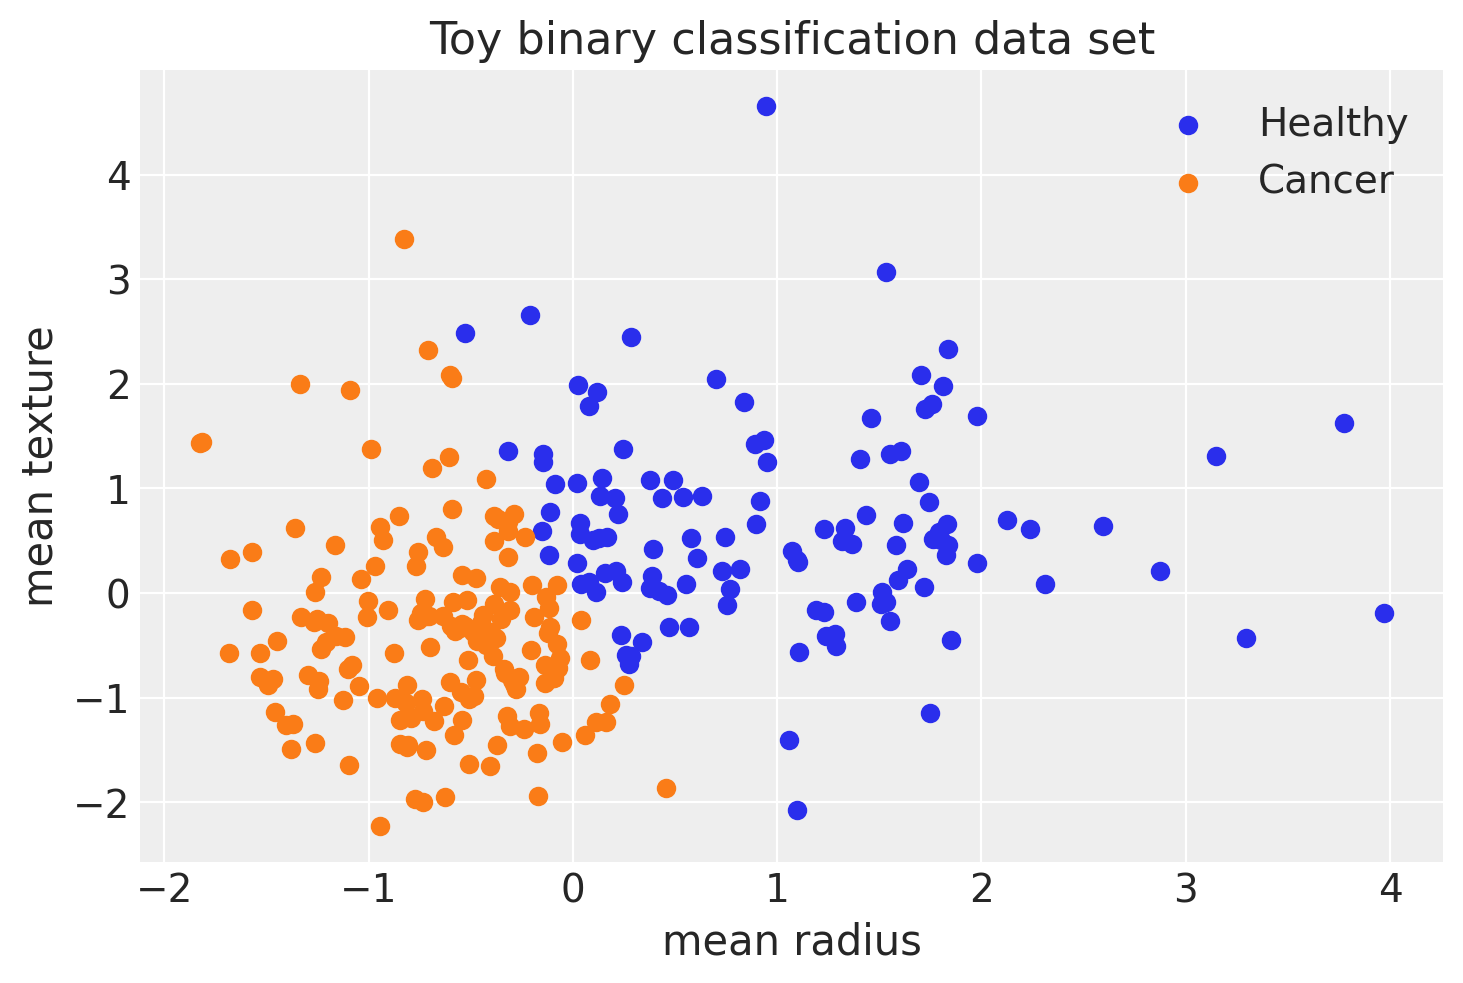 Toy binary classification data set
Healthy
Cancer
4
3
2
1
0
−1
−2
mean texture
−2 −1 0 1 2 3 4
mean radius